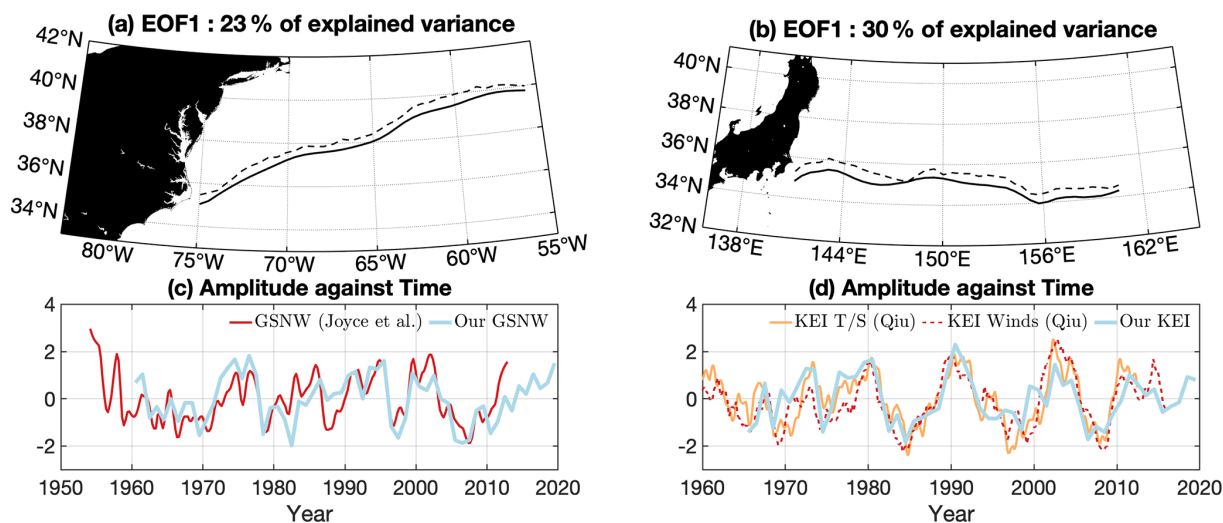 (a) EOF1 : 23 % of explained variance
42°N
40°N
38°N
36°N
34°N
80°W
75°W
70°W
65°W
60°W
55°W
(b) EOF1 : 30 % of explained variance
40°N
38°N
36°N
34°N
32°N
138°E
144°E
150°E
156°E
162°E
(c) Amplitude against Time
GSNW (Joyce et al.) Our GSNW
4
2
0
-2
1950 1960 1970 1980 1990 2000 2010 2020
Year
(d) Amplitude against Time
KEI T/S (Qiu) KEI Winds (Qiu) Our KEI
4
2
0
-2
1960 1970 1980 1990 2000 2010 2020
Year